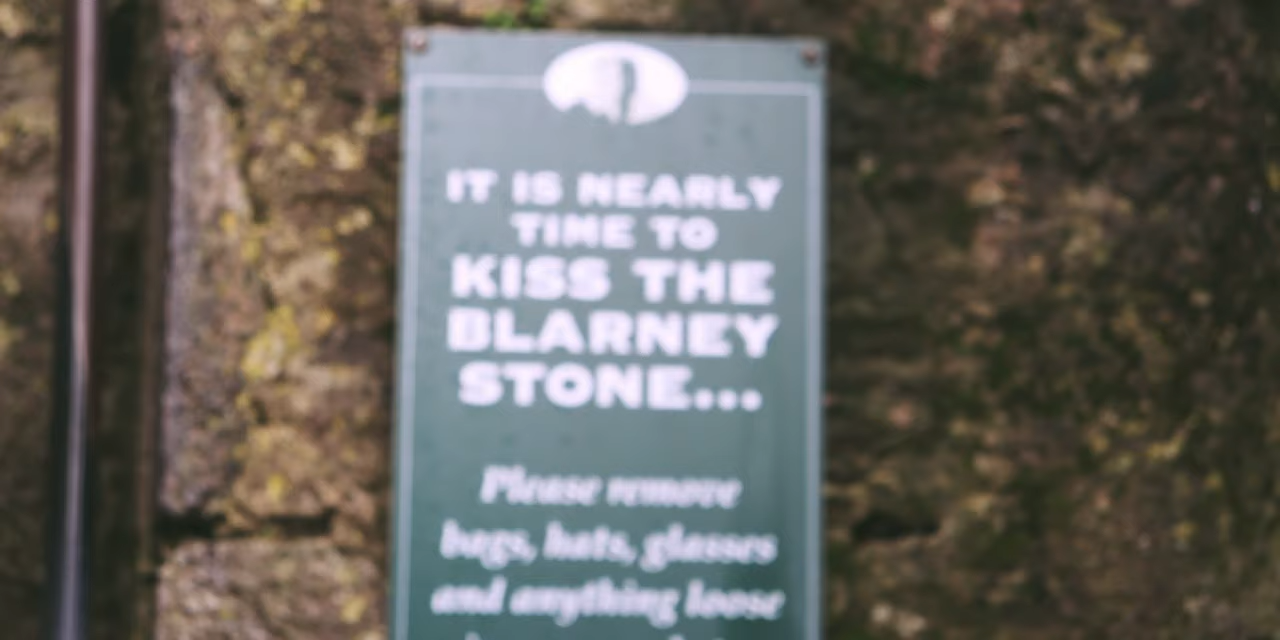 IT IS NEARLY
TIME TO
KISS THE
BLARNEY
STONE...
Please remove
bags, hats, glasses
and anything loose